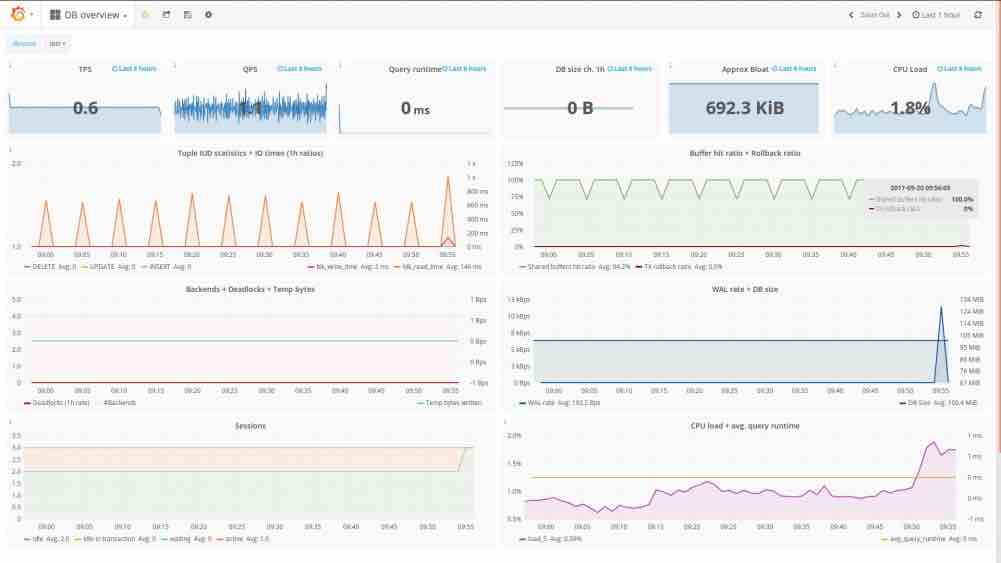 DB overview
Zoom Out
Last 1 hour
dbname
test
TPS
Last 8 hours
0.6
QPS
Last 8 hours
1.1
Query runtime
Last 8 hours
0 ms
DB size ch. 1h
Last 8 hours
0 B
Approx Bloat
Last 8 hours
692.3 KiB
CPU Load
Last 8 hours
1.8%
Tuple IUD statistics + IO times (1h ratios)
2.0
1.0
1 s
1 s
800 ms
600 ms
400 ms
200 ms
0 ms
09:00 09:05 09:10 09:15 09:20 09:25 09:30 09:35 09:40 09:45 09:50 09:55
DELETE Avg: 0 UPDATE Avg: 0 INSERT Avg: 0 blk_write_time Avg: 2 ms blk_read_time Avg: 146 ms
Buffer hit ratio + Rollback ratio
125%
100%
75%
50%
25%
0%
2017-09-20 09:56:03
Shared buffers hit ratio: 100.0%
TX rollback ratio: 0%
09:00 09:05 09:10 09:15 09:20 09:25 09:30 09:35 09:40 09:45 09:50 09:55
Shared buffers hit ratio Avg: 94.2% TX rollback ratio Avg: 0.0%
Backends + Deadlocks + Temp bytes
5.0
4.0
3.0
2.0
1.0
0
1 Bps
1 Bps
0 Bps
0 Bps
-1 Bps
09:00 09:05 09:10 09:15 09:20 09:25 09:30 09:35 09:40 09:45 09:50 09:55
Deadlocks (1h rate) #Backends Temp bytes written
WAL rate + DB size
13 kBps
10 kBps
8 kBps
5 kBps
3 kBps
0 Bps
134 MiB
124 MiB
114 MiB
105 MiB
95 MiB
86 MiB
76 MiB
67 MiB
09:00 09:05 09:10 09:15 09:20 09:25 09:30 09:35 09:40 09:45 09:50 09:55
WAL rate Avg: 193.2 Bps DB Size Avg: 100.4 MiB
Sessions
3.5
3.0
2.5
2.0
1.5
1.0
0.5
0
09:00 09:05 09:10 09:15 09:20 09:25 09:30 09:35 09:40 09:45 09:50 09:55
idle Avg: 2.0 idle in transaction Avg: 0 waiting Avg: 0 active Avg: 1.0
CPU load + avg. query runtime
2.0%
1.5%
1.0%
0.5%
1 ms
1 ms
0 ms
0 ms
-1 ms
09:00 09:05 09:10 09:15 09:20 09:25 09:30 09:35 09:40 09:45 09:50 09:55
load_5 Avg: 0.99% avg_query_runtime Avg: 0 ms